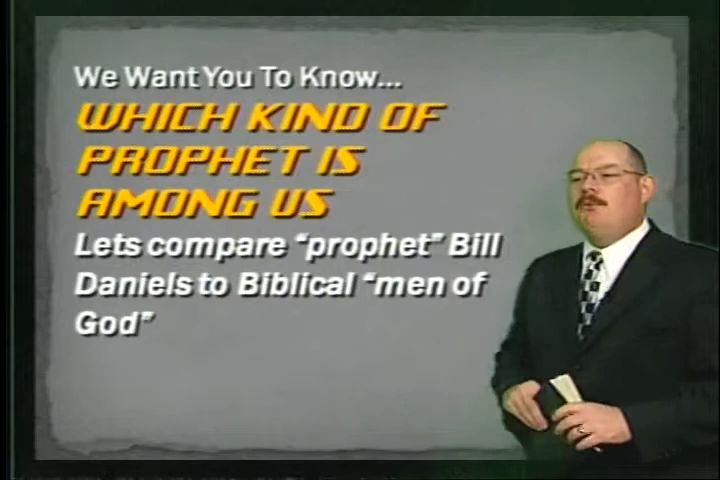 We Want You To Know...
WHICH KIND OF
PROPHET IS
AMONG US
Lets compare “prophet” Bill
Daniels to Biblical “men of
God”